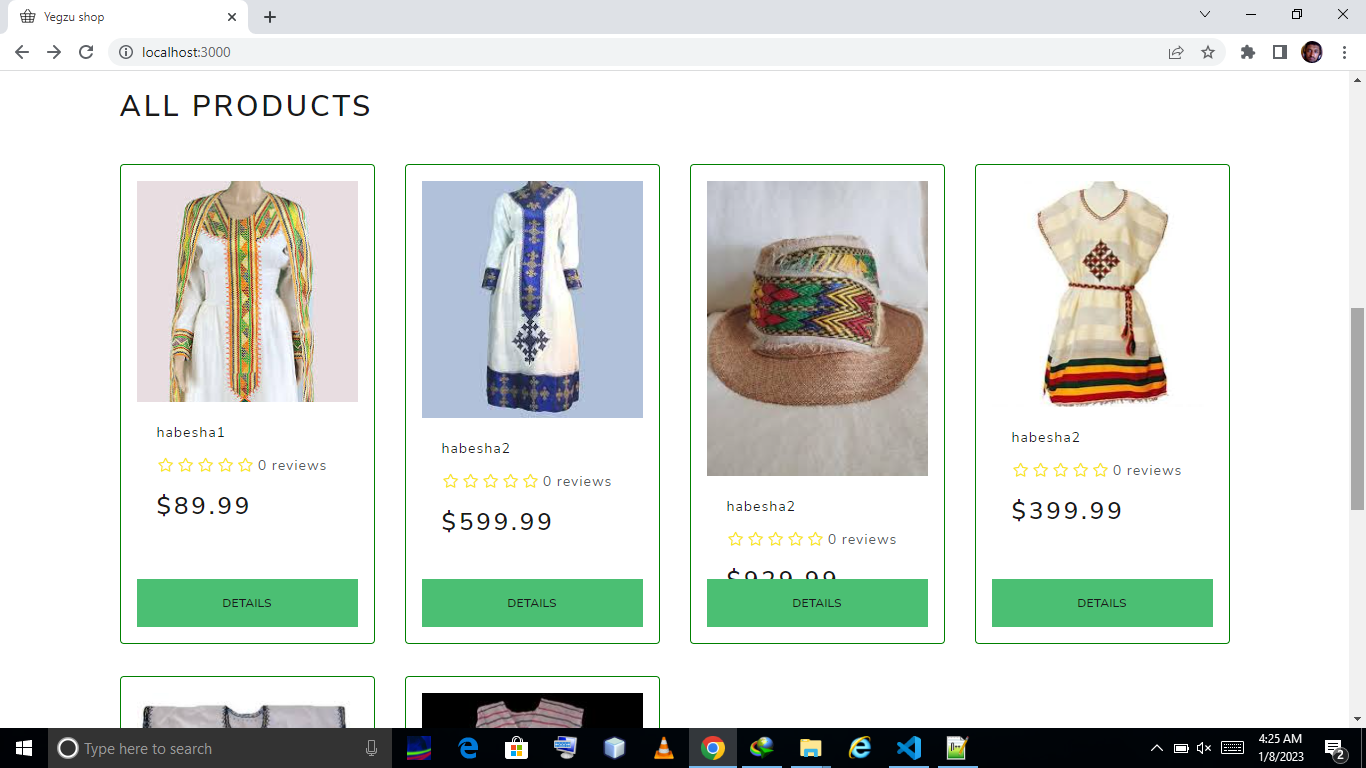 Yegzu shop
localhost:3000
ALL PRODUCTS
habesha1
0 reviews
$89.99
DETAILS
habesha2
0 reviews
$599.99
DETAILS
habesha2
0 reviews
DETAILS
habesha2
0 reviews
$399.99
DETAILS
Type here to search
4:25 AM
1/8/2023
2